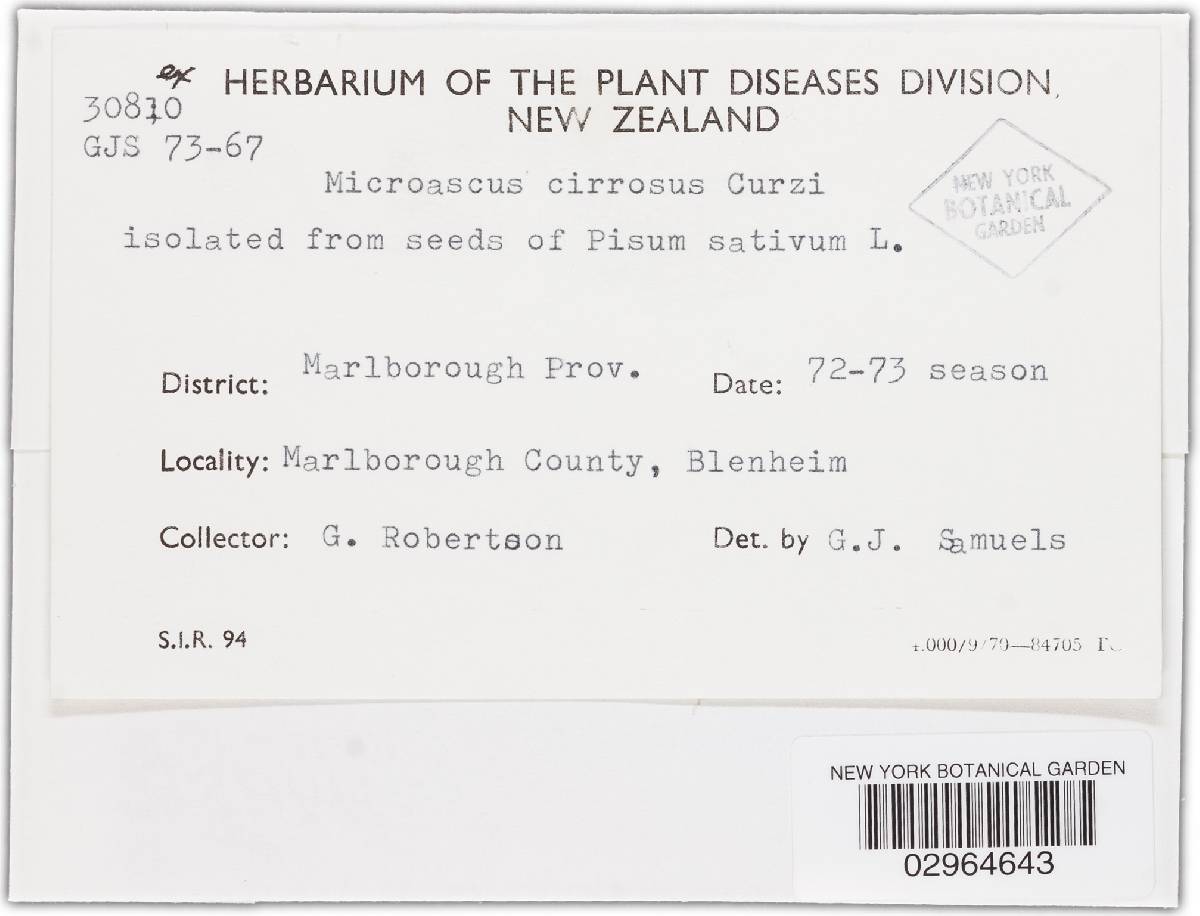 ex HERBARIUM OF THE PLANT DISEASES DIVISION,
NEW ZEALAND
30810
GJS 73-67
NEW YORK
BOTANICAL
GARDEN
Microascus cirrosus Curzi
isolated from seeds of Pisum sativum L.
District: Marlborough Prov. Date: 72-73 season
Locality: Marlborough County, Blenheim
Collector: G. Robertson Det. by G.J. Samuels
S.I.R. 94
NEW YORK BOTANICAL GARDEN
02964643